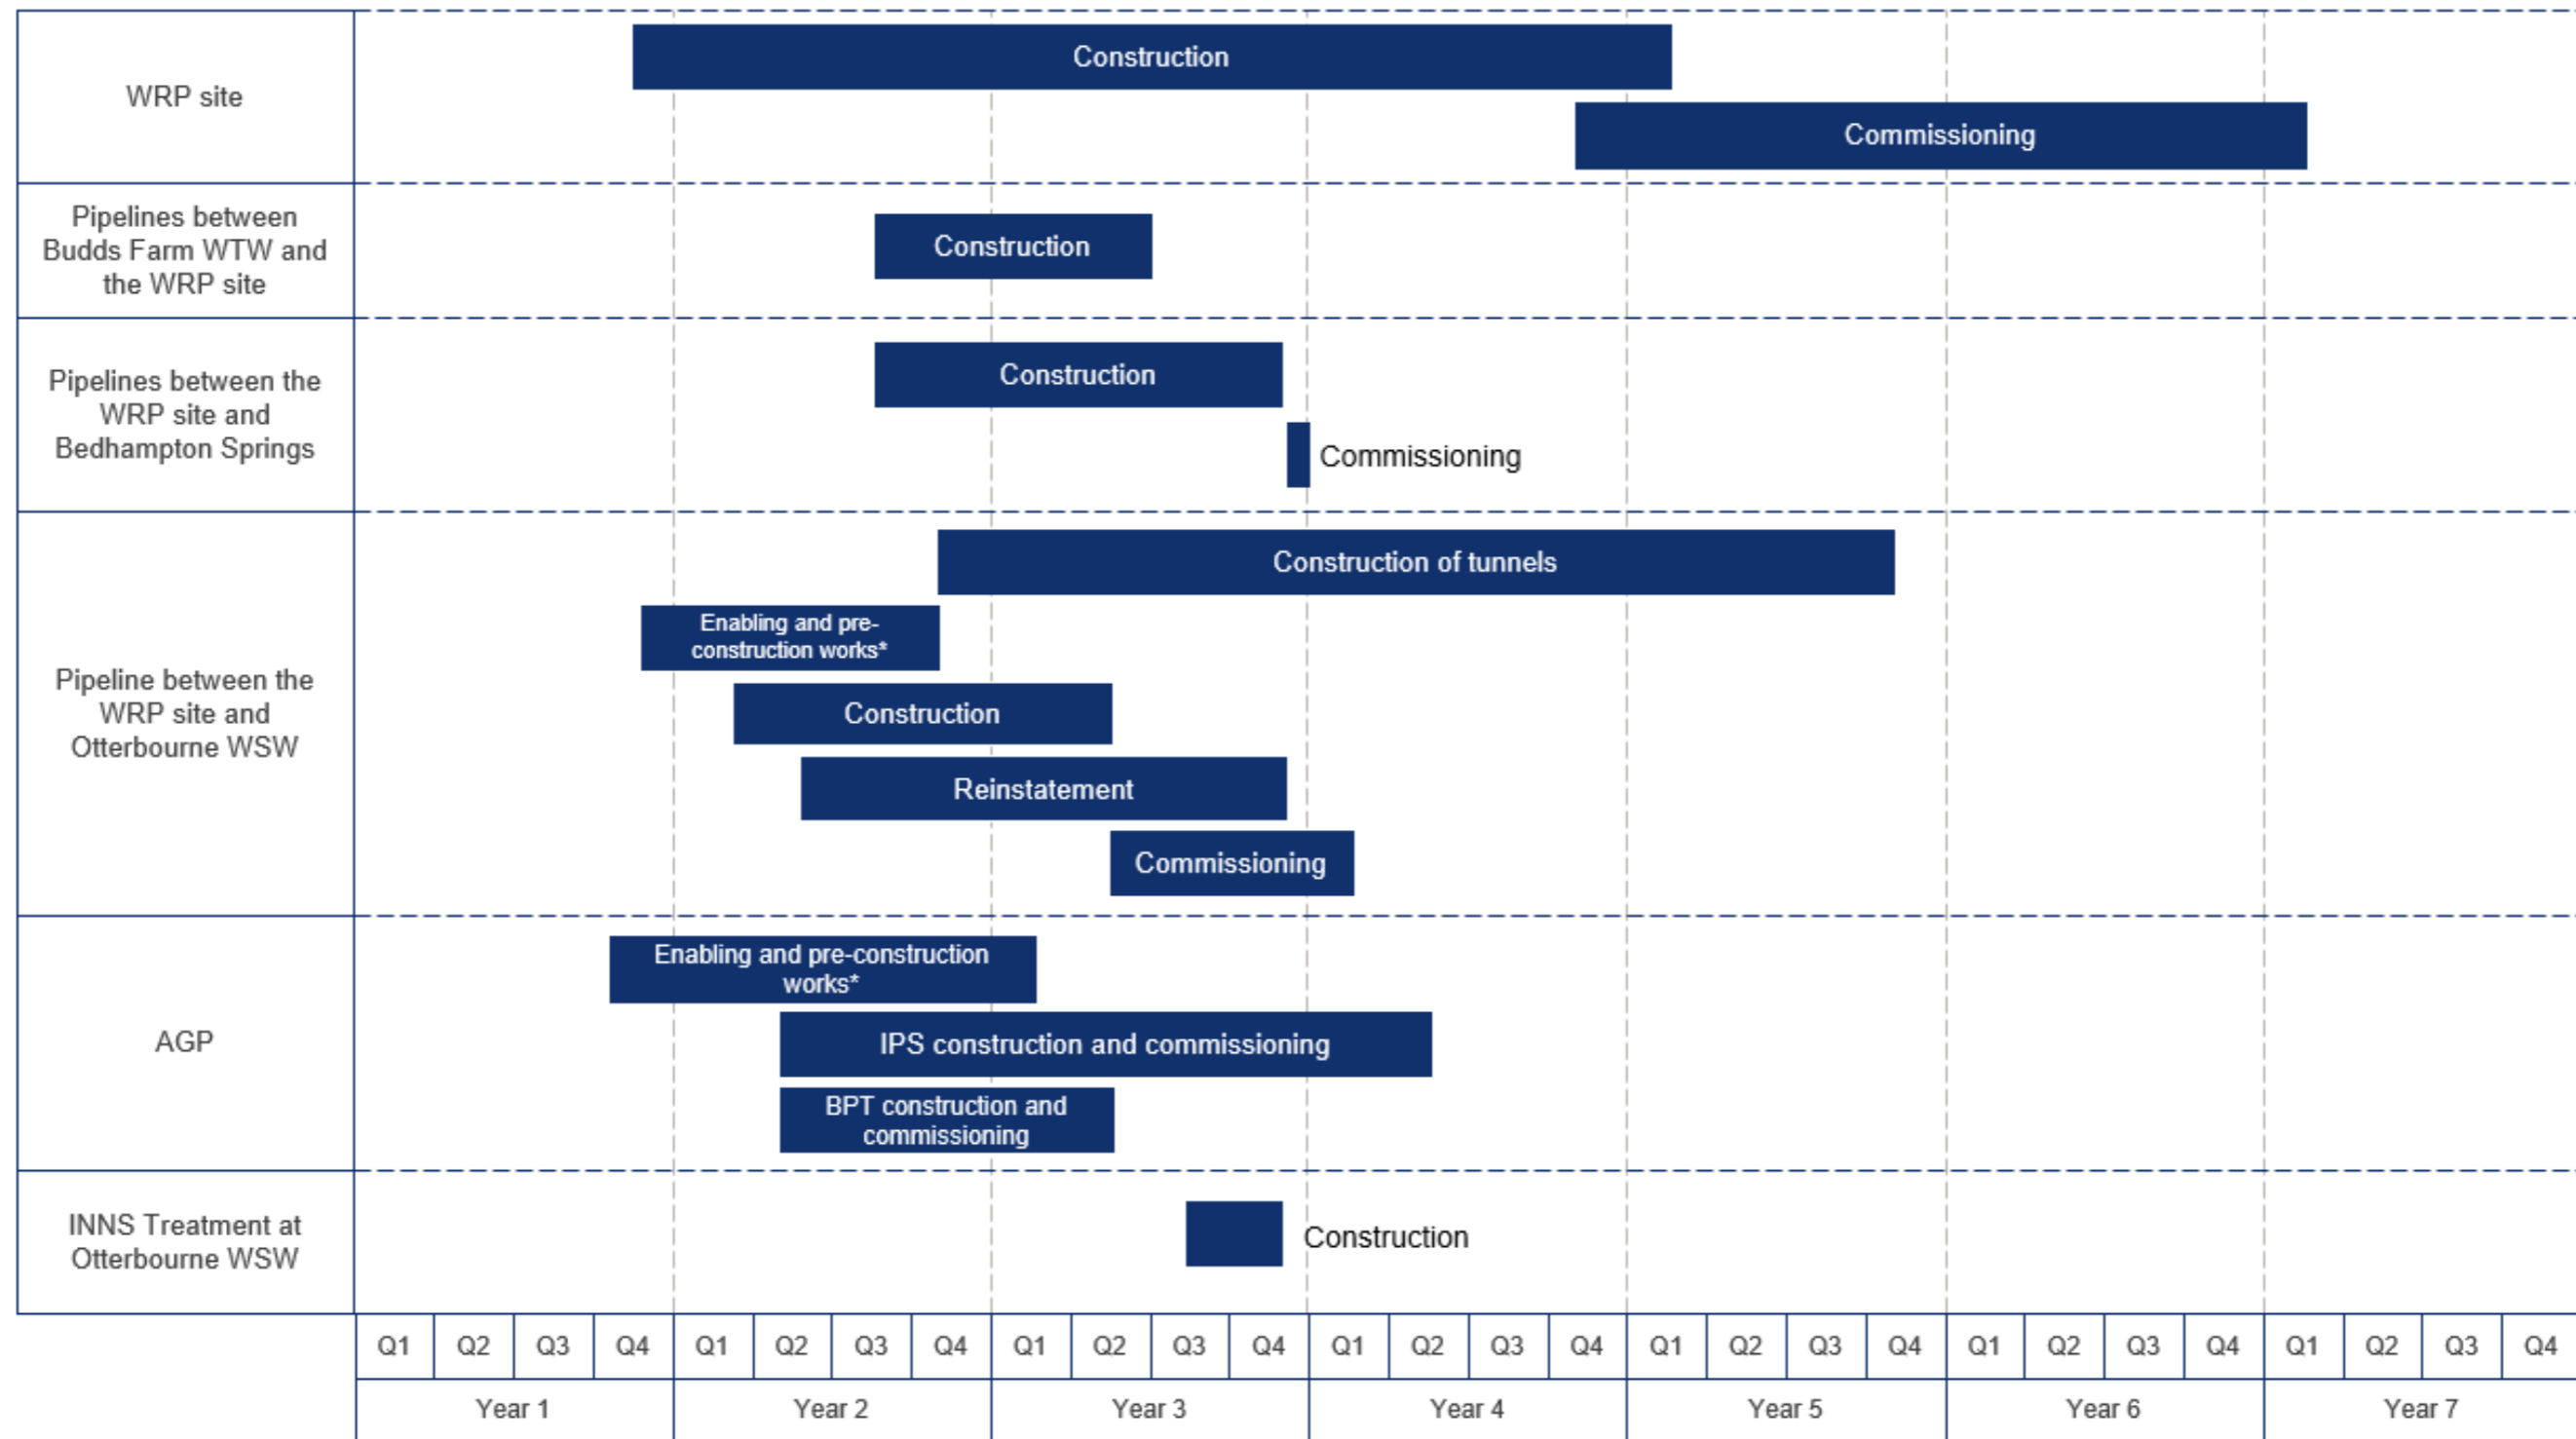 WRP site
Construction
Commissioning
Pipelines between
Budds Farm WTW and
the WRP site
Construction
Pipelines between the
WRP site and
Bedhampton Springs
Construction
Commissioning
Pipeline between the
WRP site and
Otterbourne WSW
Construction of tunnels
Enabling and pre-
construction works*
Construction
Reinstatement
Commissioning
AGP
Enabling and pre-construction
works*
IPS construction and commissioning
BPT construction and
commissioning
INNS Treatment at
Otterbourne WSW
Construction
Q1 Q2 Q3 Q4 Q1 Q2 Q3 Q4 Q1 Q2 Q3 Q4 Q1 Q2 Q3 Q4 Q1 Q2 Q3 Q4 Q1 Q2 Q3 Q4 Q1 Q2 Q3 Q4
Year 1 Year 2 Year 3 Year 4 Year 5 Year 6 Year 7